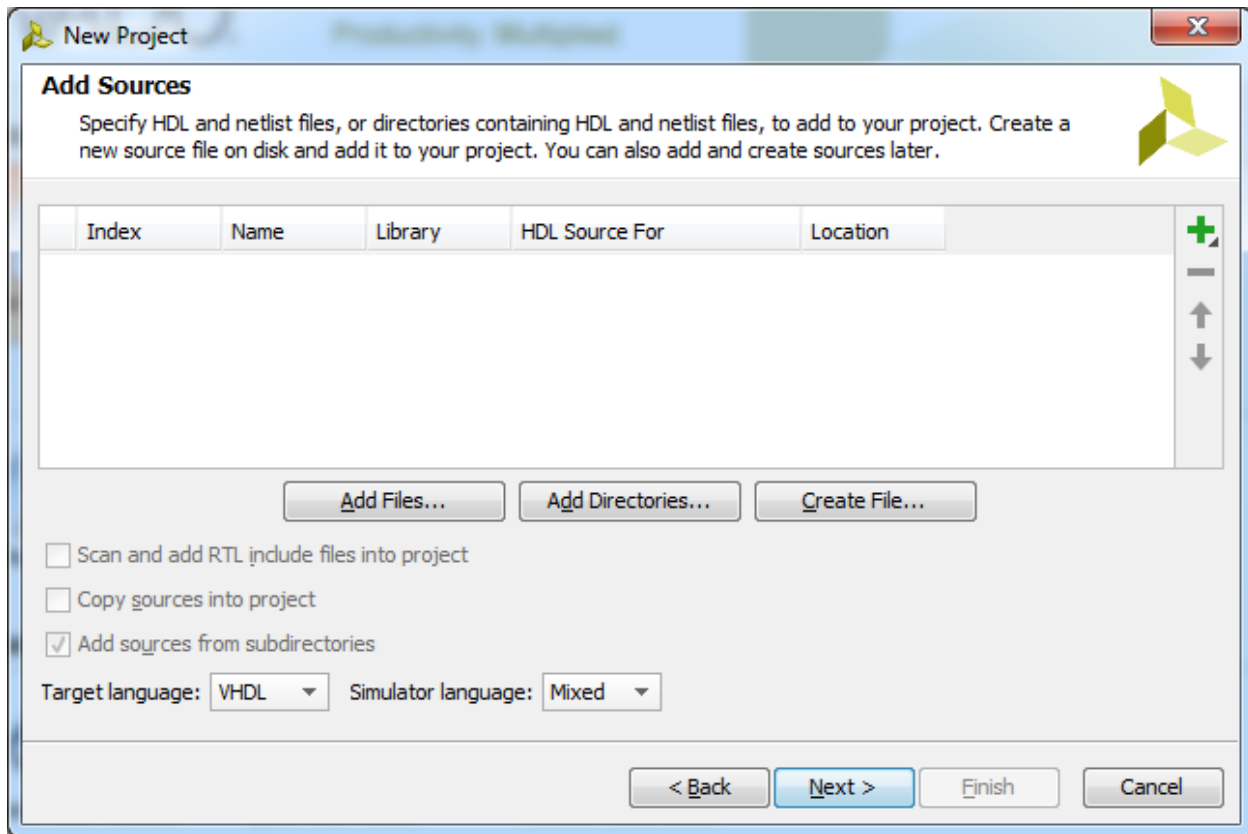 New Project
Productivity. Multiplied.
Add Sources
Specify HDL and netlist files, or directories containing HDL and netlist files, to add to your project. Create a
new source file on disk and add it to your project. You can also add and create sources later.
Index Name Library HDL Source For Location
Add Files... Add Directories... Create File...
Scan and add RTL include files into project
Copy sources into project
Add sources from subdirectories
Target language: VHDL Simulator language: Mixed
< Back Next > Finish Cancel